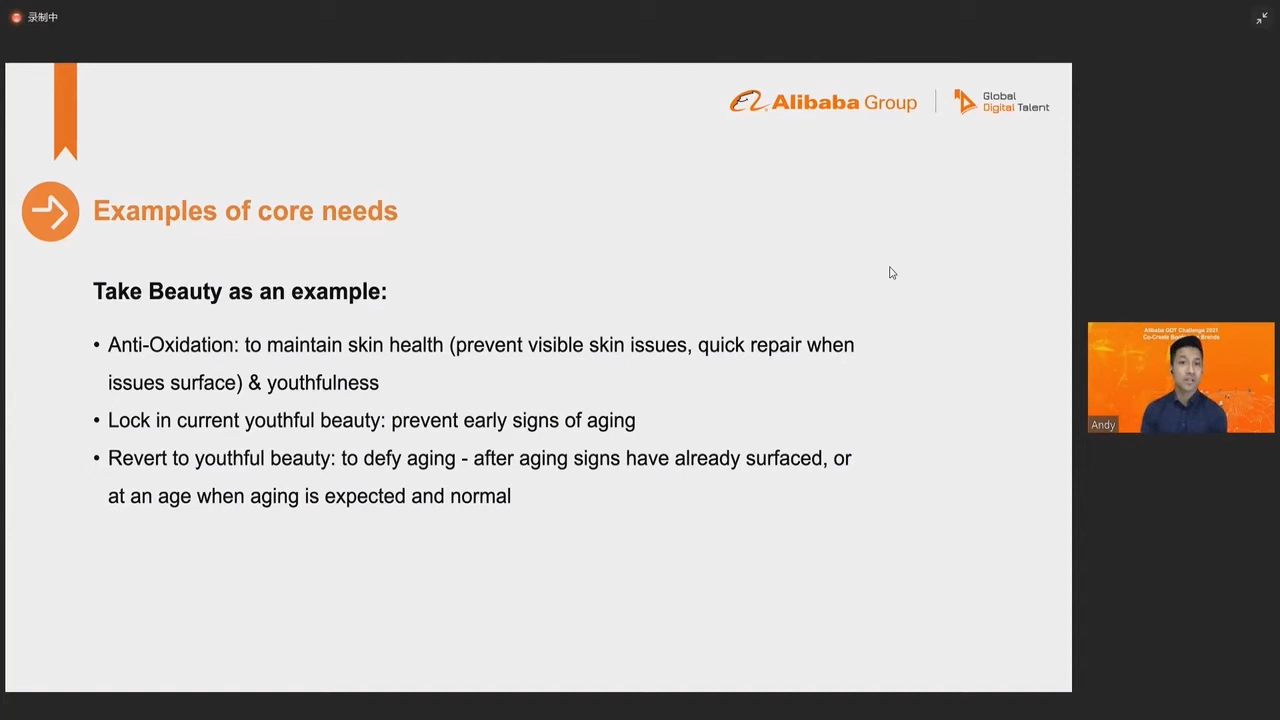 录制中
Alibaba Group
Global
Digital Talent
Examples of core needs
Take Beauty as an example:
• Anti-Oxidation: to maintain skin health (prevent visible skin issues, quick repair when
issues surface) & youthfulness
• Lock in current youthful beauty: prevent early signs of aging
• Revert to youthful beauty: to defy aging - after aging signs have already surfaced, or
at an age when aging is expected and normal
Alibaba GDT Challenge 2021
Andy